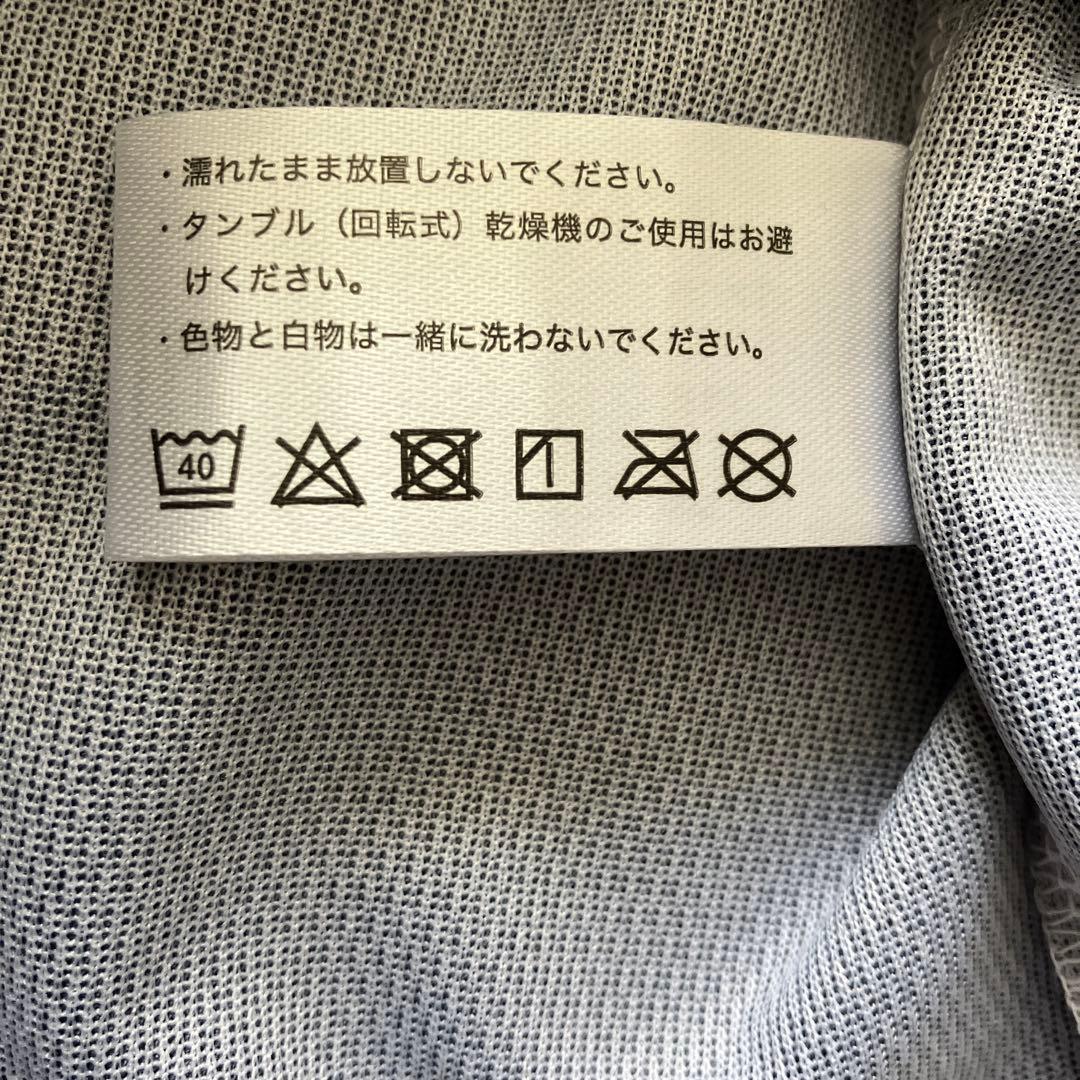 ・濡れたまま放置しないでください。
・タンブル（回転式）乾燥機のご使用はお避
けください。
・色物と白物は一緒に洗わないでください。
40